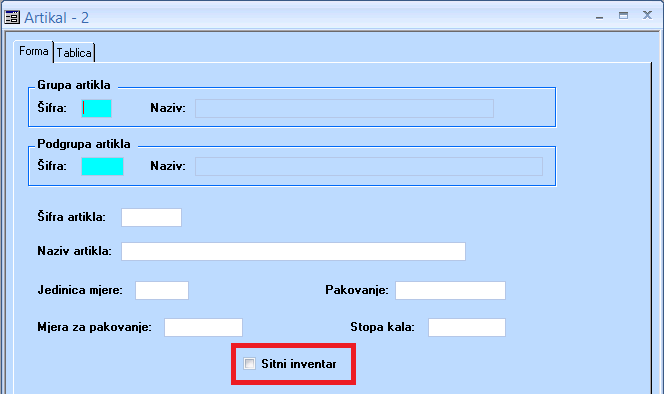 Artikal - 2
Forma Tablica
Grupa artikla
Šifra: Naziv:
Podgrupa artikla
Šifra: Naziv:
Šifra artikla:
Naziv artikla:
Jedinica mjere: Pakovanje:
Mjera za pakovanje: Stopa kala:
Sitni inventar